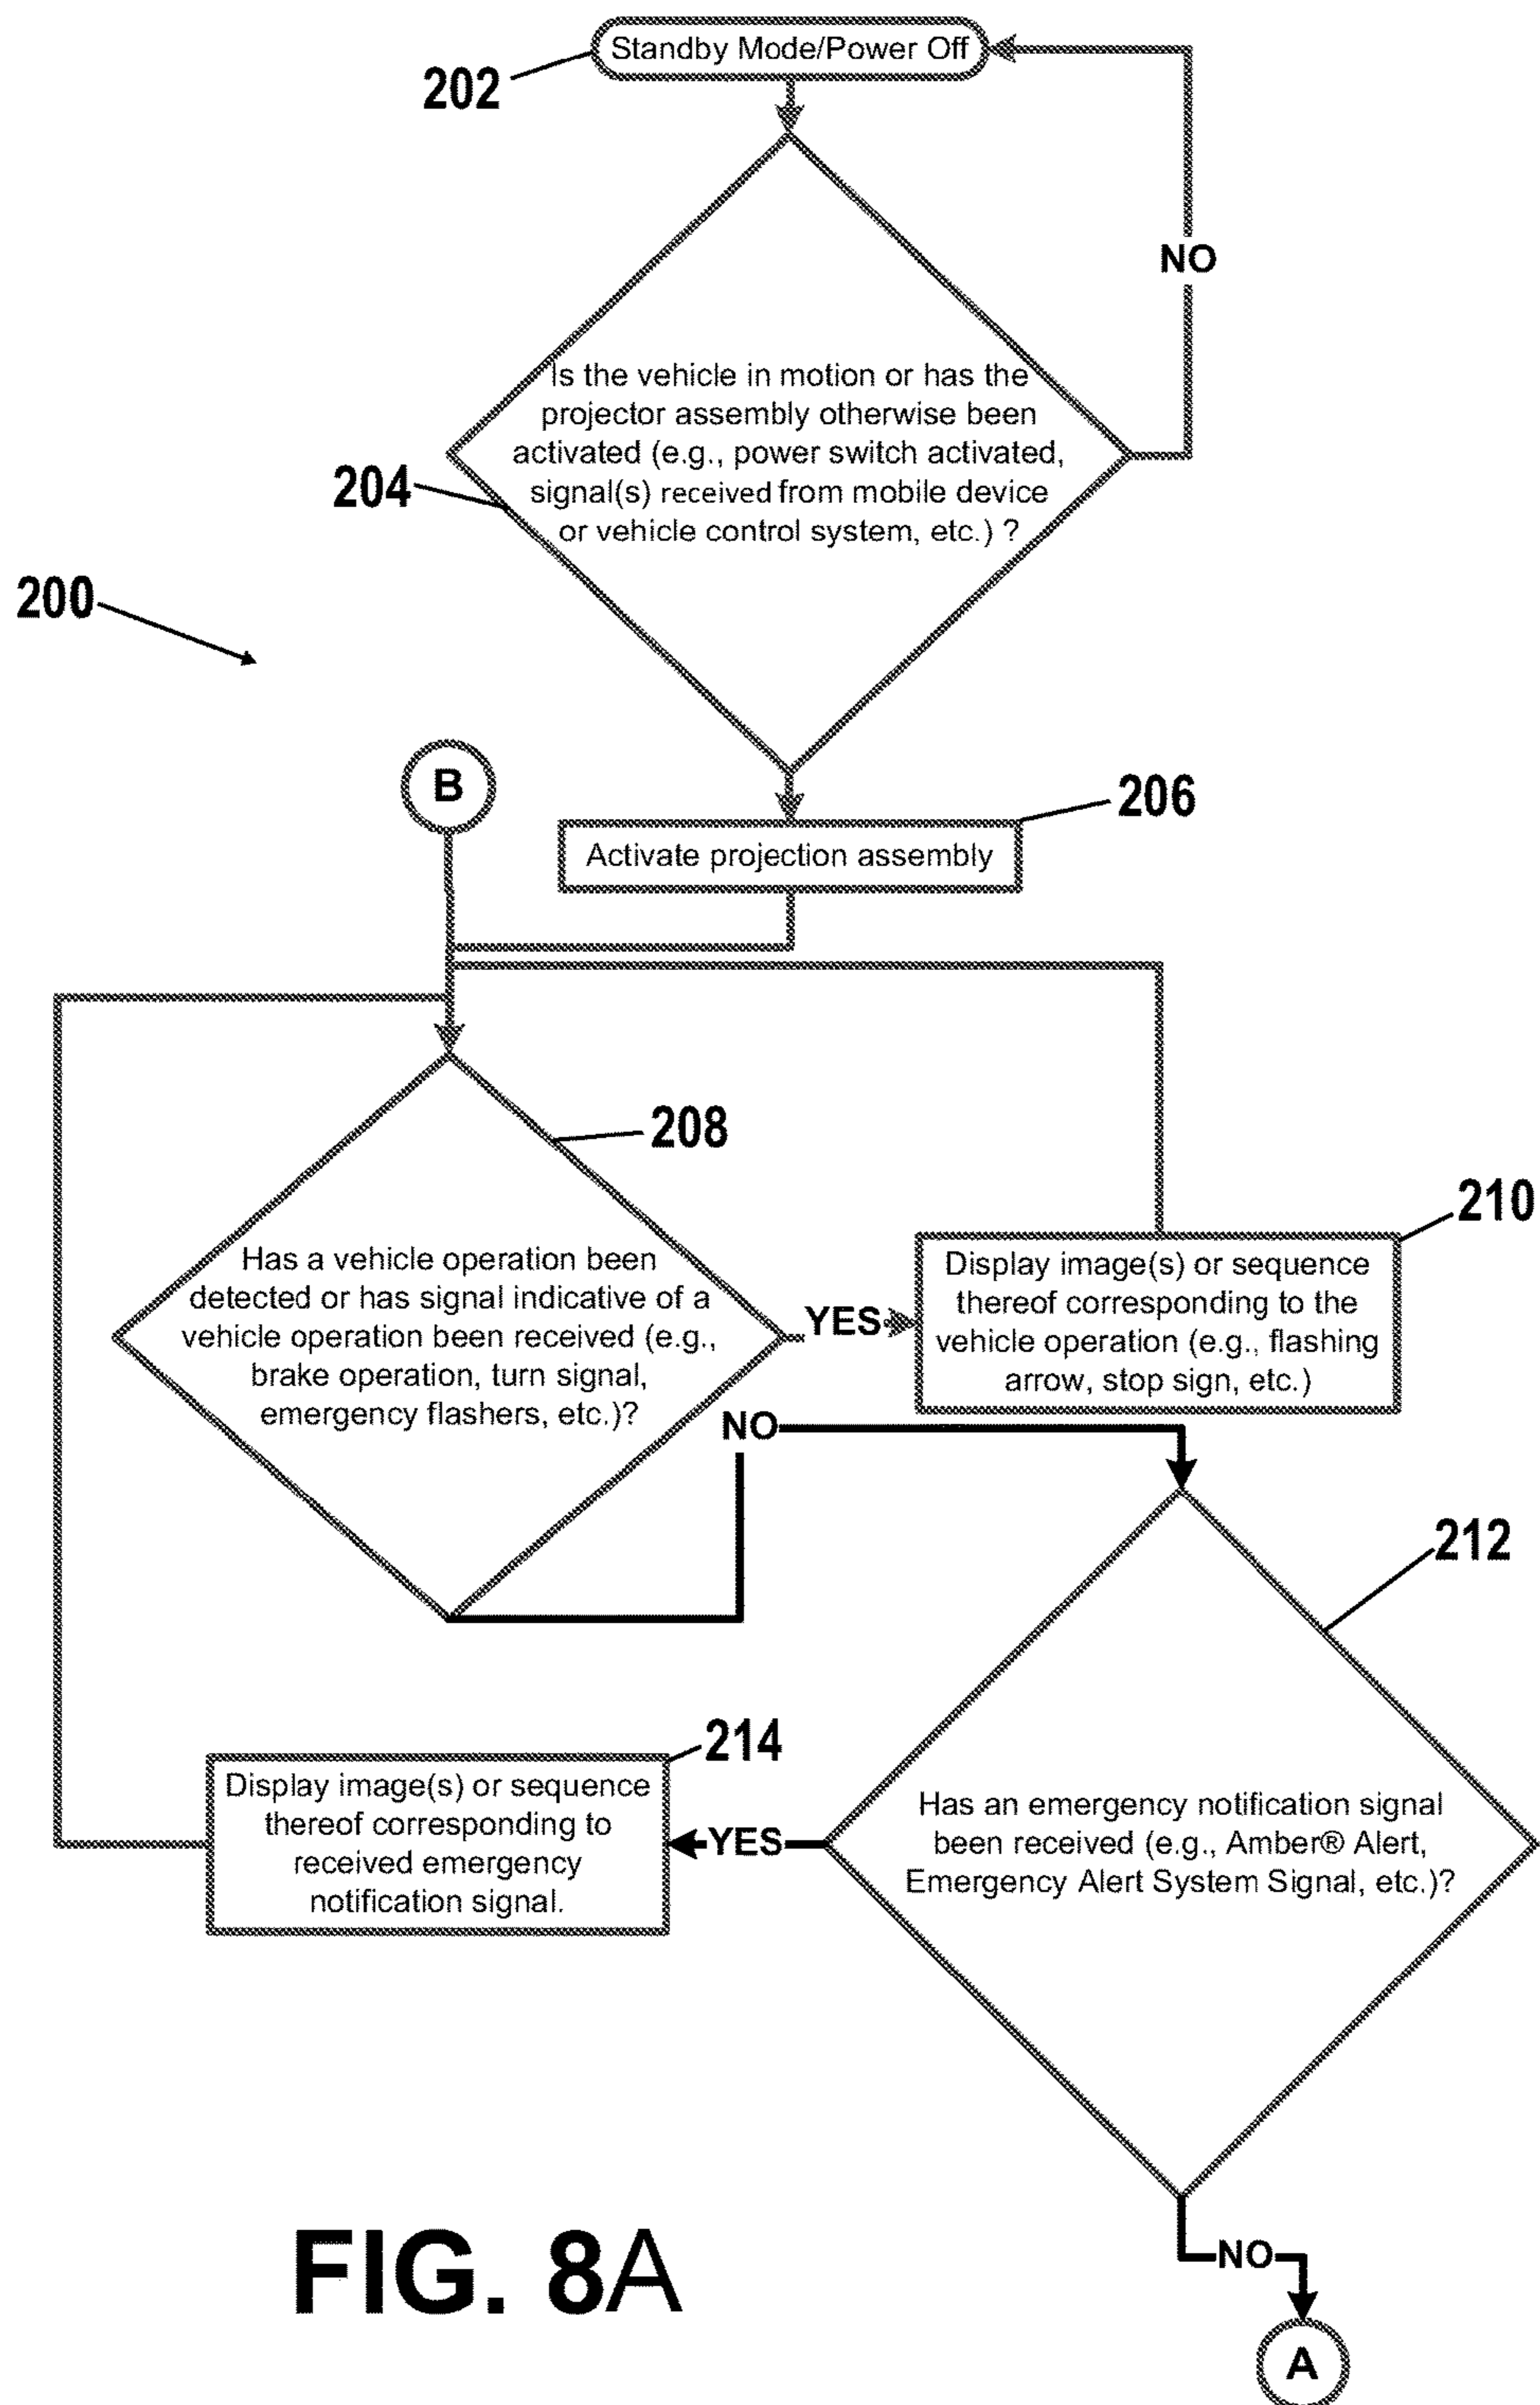 Standby Mode/Power Off
202
NO
Is the vehicle in motion or has the
projector assembly otherwise been
activated (e.g., power switch activated,
signal(s) received from mobile device
or vehicle control system, etc.) ?
204
200
B
206
Activate projection assembly
208
210
Has a vehicle operation been
detected or has signal indicative of a
vehicle operation been received (e.g.,
brake operation, turn signal,
emergency flashers, etc.)?
YES
Display image(s) or sequence
thereof corresponding to the
vehicle operation (e.g., flashing
arrow, stop sign, etc.)
NO
212
214
Display image(s) or sequence
thereof corresponding to
received emergency
notification signal.
YES
Has an emergency notification signal
been received (e.g., Amber® Alert,
Emergency Alert System Signal, etc.)?
NO
A
FIG. 8A